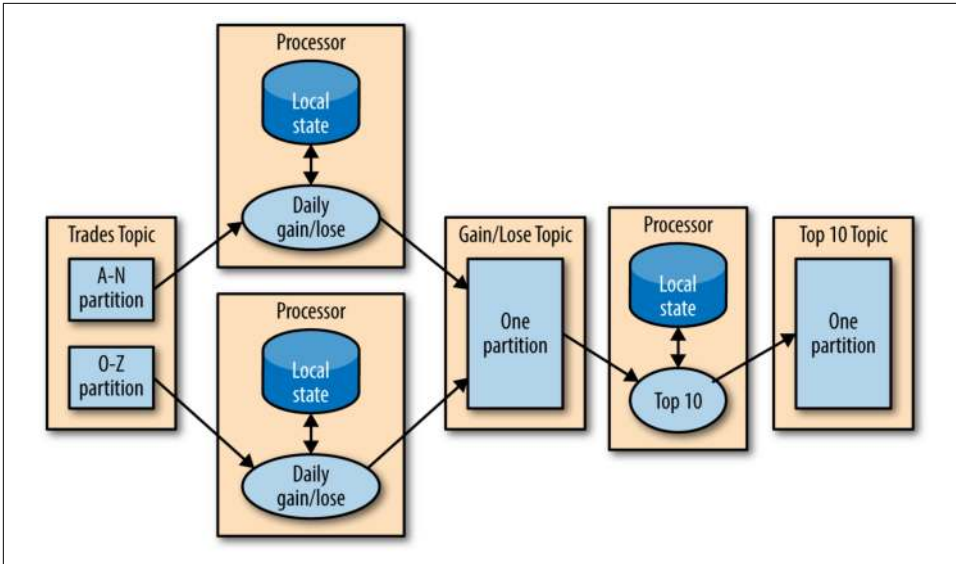 Trades Topic
A-N
partition
O-Z
partition
Processor
Local
state
Daily
gain/lose
Processor
Local
state
Daily
gain/lose
Gain/Lose Topic
One
partition
Processor
Local
state
Top 10
Top 10 Topic
One
partition